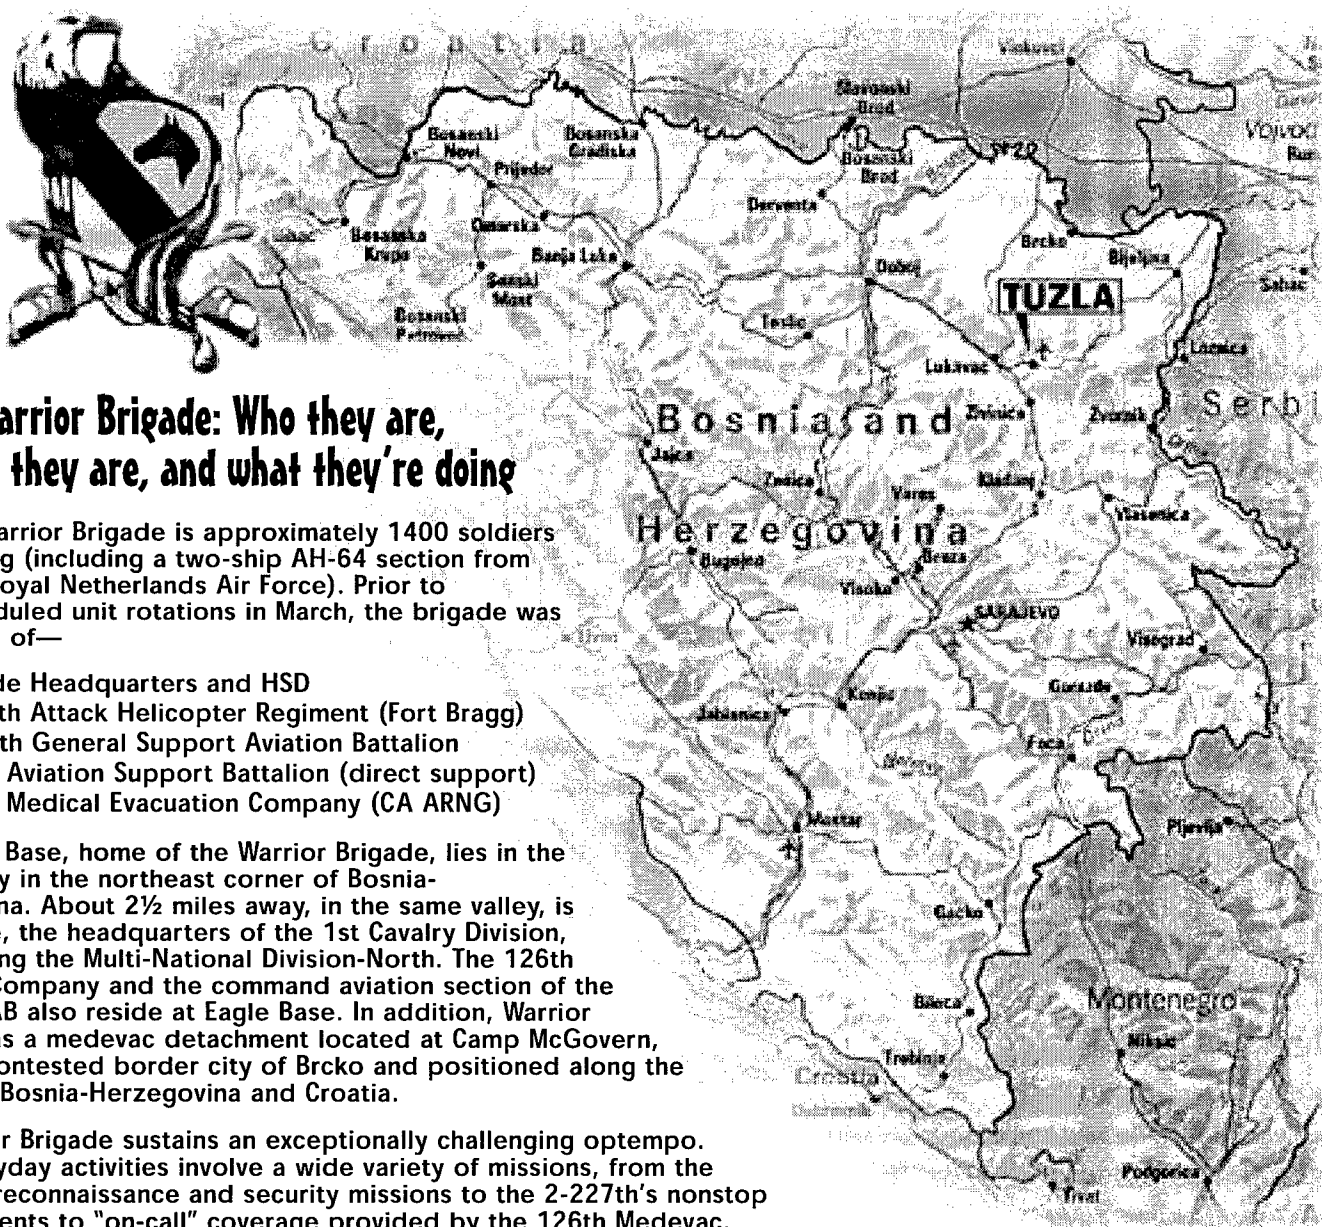 Croatia
Vinkovci
Slavonski
Brod
Bosanski
Novi
Bosanska
Gradiska
Bosanski
Brod
Prijedor
Derventa
Omarska
Bosanska
Krupa
Banja Luka
Brcko
Bijeljina
Doboj
Sabac
Sanski
Most
TUZLA
Bosanski
Teslic
Lukavac
Loznica
arrior Brigade: Who they are,
they are, and what they're doing
Bosnia and
Zivinice
Zvornik
Serbi
Jajce
Zenica
Vares
Kladanj
Vlasenica
arrior Brigade is approximately 1400 soldiers
g (including a two-ship AH-64 section from
oyal Netherlands Air Force). Prior to
duled unit rotations in March, the brigade was
of—
Herzegovina
Bugojno
Breza
Visoko
SARAJEVO
Visegrad
de Headquarters and HSD
th Attack Helicopter Regiment (Fort Bragg)
th General Support Aviation Battalion
Aviation Support Battalion (direct support)
Medical Evacuation Company (CA ARNG)
Konjic
Gorazde
Jablanica
Foca
Mostar
Pljevlja
Base, home of the Warrior Brigade, lies in the
y in the northeast corner of Bosnia-
na. About 2½ miles away, in the same valley, is
e, the headquarters of the 1st Cavalry Division,
ng the Multi-National Division-North. The 126th
Company and the command aviation section of the
AB also reside at Eagle Base. In addition, Warrior
as a medevac detachment located at Camp McGovern,
ontested border city of Brcko and positioned along the
Bosnia-Herzegovina and Croatia.
Gacko
Bileca
Montenegro
Niksic
Trebinje
Croatia
Dubrovnik
Podgorica
Tivat
r Brigade sustains an exceptionally challenging optempo.
yday activities involve a wide variety of missions, from the
reconnaissance and security missions to the 2-227th's nonstop
ents to "on-call" coverage provided by the 126th Medevac.